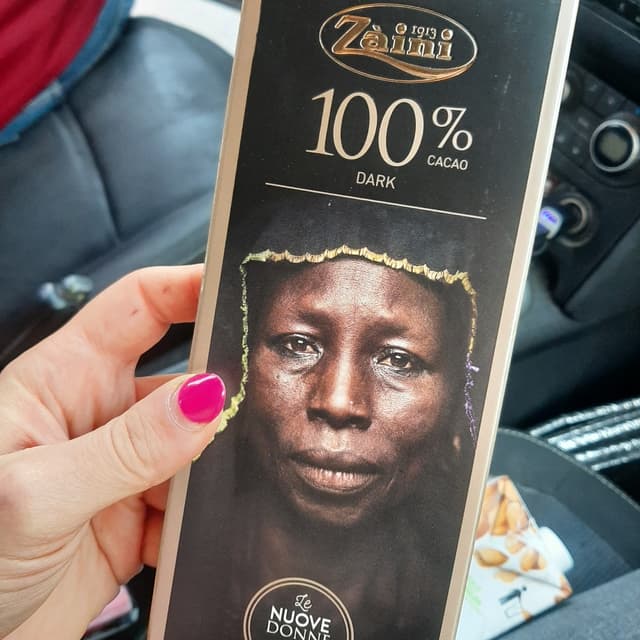 1913
Zàini
100%
CACAO
DARK
Le
NUOVE
DONNE